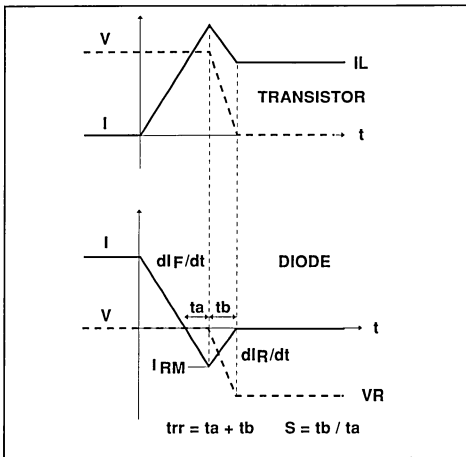 V
IL
TRANSISTOR
I
t
I
dIF/dt
DIODE
ta tb
V
t
IRM
dIR/dt
VR
trr = ta + tb S = tb / ta